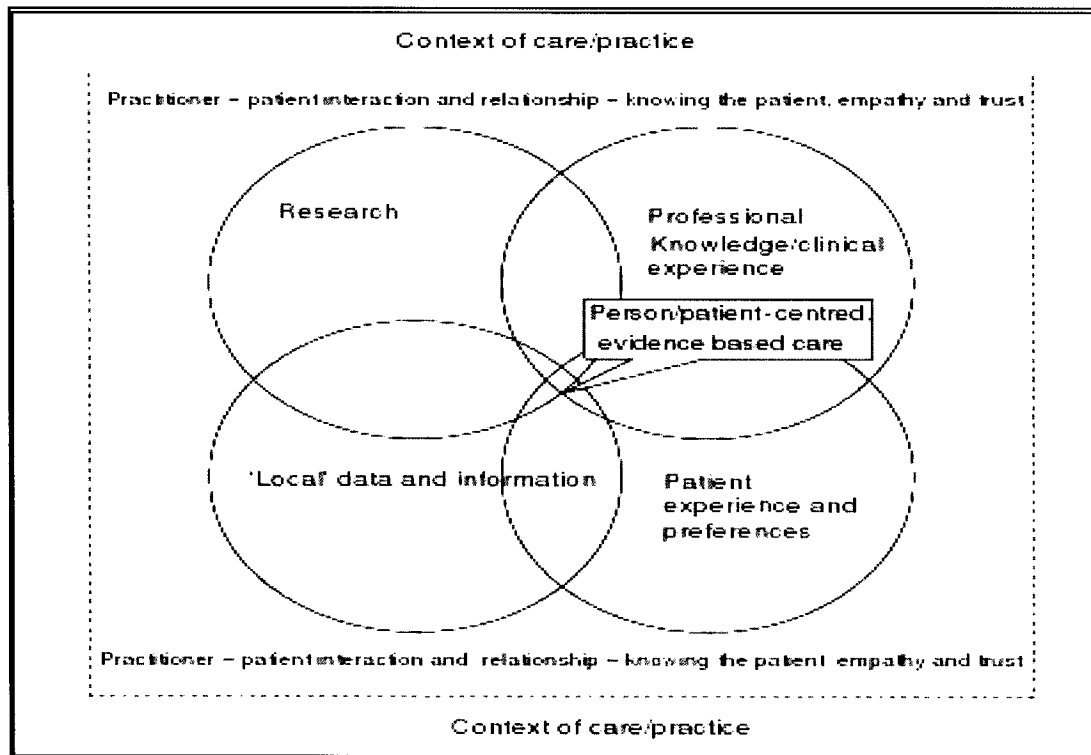 Context of care/practice
Practitioner – patient interaction and relationship – knowing the patient, empathy and trust
Research
Professional
Knowledge/clinical
experience
Person/patient-centred,
evidence based care
'Local' data and information
Patient
experience and
preferences
Practitioner – patient interaction and relationship – knowing the patient empathy and trust
Context of care/practice